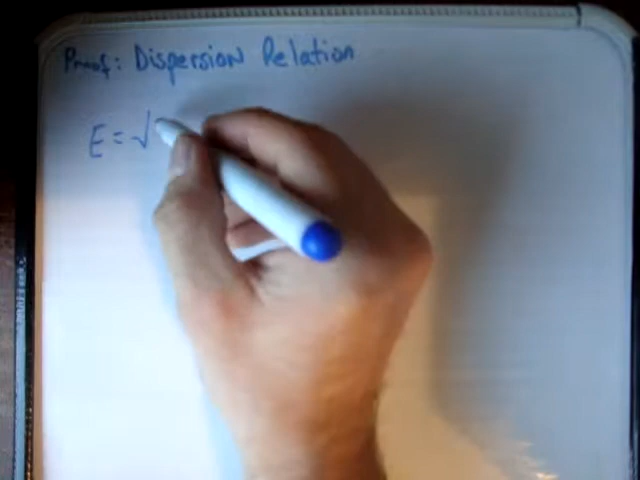 Proof: Dispersion Relation
E = √